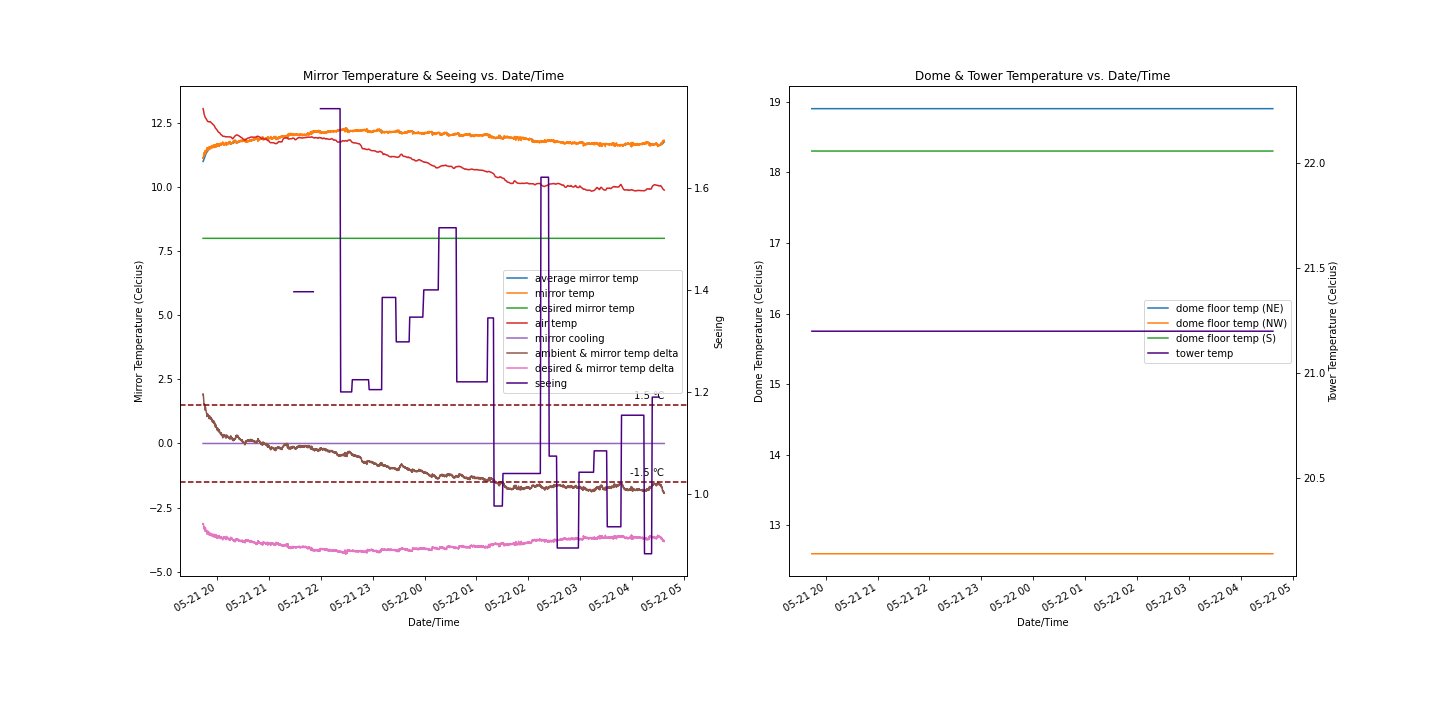 Mirror Temperature & Seeing vs. Date/Time
Mirror Temperature (Celcius)
12.5
10.0
7.5
5.0
2.5
0.0
−2.5
−5.0
average mirror temp
mirror temp
desired mirror temp
air temp
mirror cooling
ambient & mirror temp delta
desired & mirror temp delta
seeing
1.5 °C
-1.5 °C
1.6
1.4
1.2
1.0
Seeing
05-21 20
05-21 21
05-21 22
05-21 23
05-22 00
05-22 01
05-22 02
05-22 03
05-22 04
05-22 05
Date/Time
Dome & Tower Temperature vs. Date/Time
Dome Temperature (Celcius)
19
18
17
16
15
14
13
dome floor temp (NE)
dome floor temp (NW)
dome floor temp (S)
tower temp
22.0
21.5
21.0
20.5
Tower Temperature (Celcius)
05-21 20
05-21 21
05-21 22
05-21 23
05-22 00
05-22 01
05-22 02
05-22 03
05-22 04
05-22 05
Date/Time